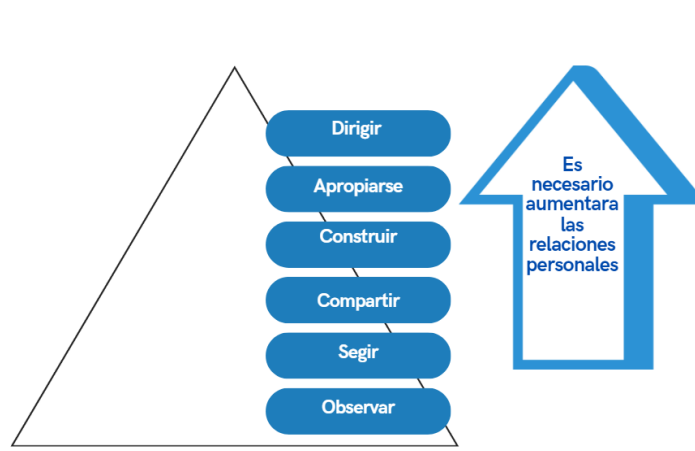 Dirigir
Apropiarse
Construir
Compartir
Segir
Observar
Es
necesario
aumentara
las
relaciones
personales